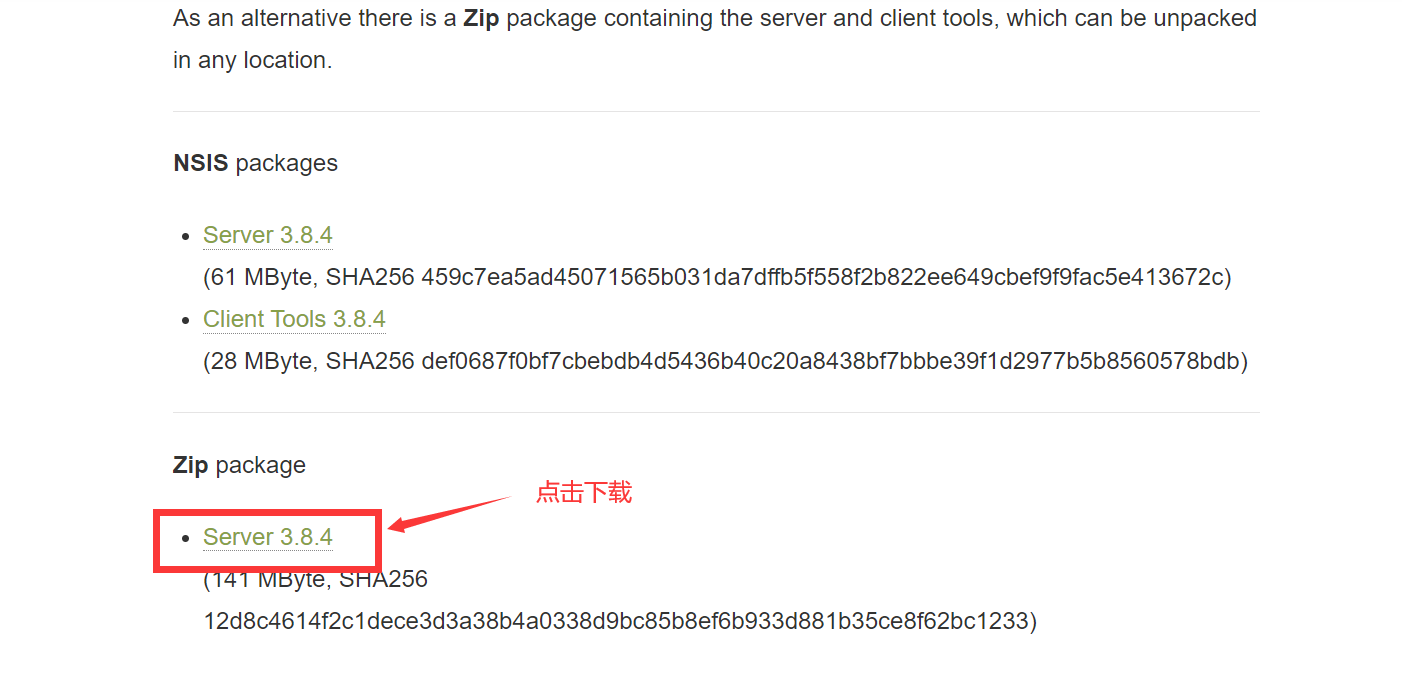 As an alternative there is a Zip package containing the server and client tools, which can be unpacked
in any location.
NSIS packages
Server 3.8.4
(61 MByte, SHA256 459c7ea5ad45071565b031da7dffb5f558f2b822ee649cbef9f9fac5e413672c)
Client Tools 3.8.4
(28 MByte, SHA256 def0687f0bf7cbebdb4d5436b40c20a8438bf7bbbe39f1d2977b5b8560578bdb)
Zip package
点击下载
Server 3.8.4
(141 MByte, SHA256
12d8c4614f2c1dece3d3a38b4a0338d9bc85b8ef6b933d881b35ce8f62bc1233)